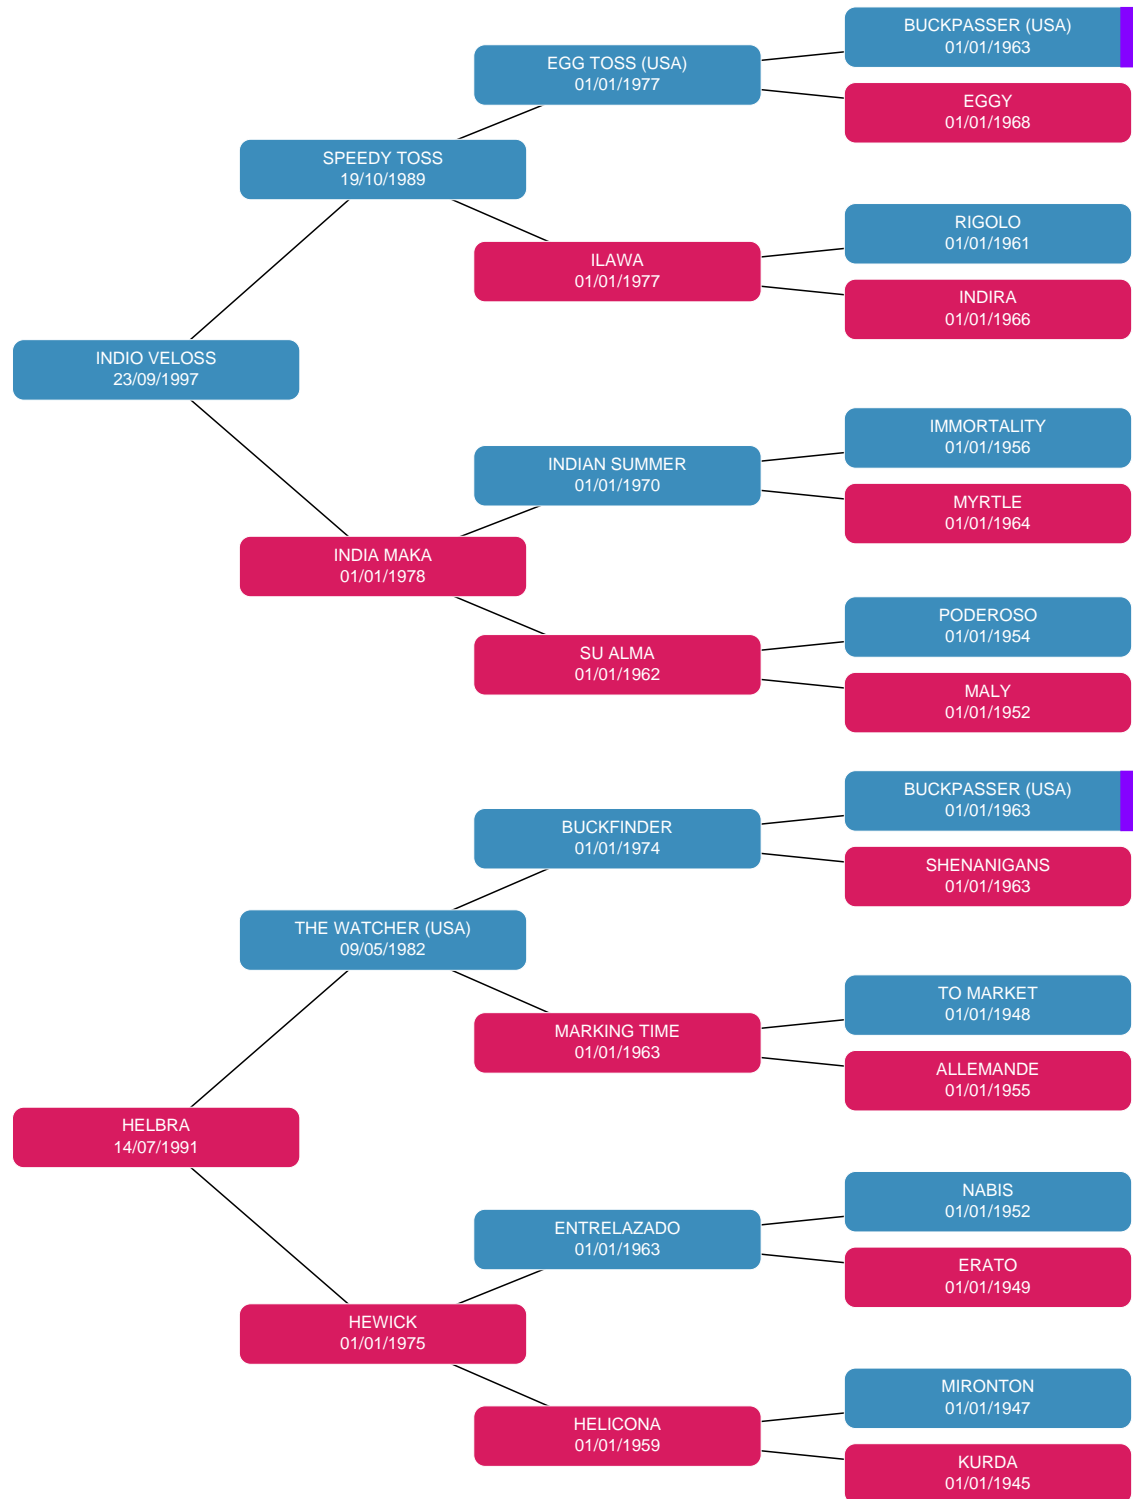 BUCKPASSER (USA)
01/01/1963
EGG TOSS (USA)
01/01/1977
EGGY
01/01/1968
SPEEDY TOSS
19/10/1989
RIGOLO
01/01/1961
ILAWA
01/01/1977
INDIRA
01/01/1966
INDIO VELOSS
23/09/1997
IMMORTALITY
01/01/1956
INDIAN SUMMER
01/01/1970
MYRTLE
01/01/1964
INDIA MAKA
01/01/1978
PODEROSO
01/01/1954
SU ALMA
01/01/1962
MALY
01/01/1952
BUCKPASSER (USA)
01/01/1963
BUCKFINDER
01/01/1974
SHENANIGANS
01/01/1963
THE WATCHER (USA)
09/05/1982
TO MARKET
01/01/1948
MARKING TIME
01/01/1963
ALLEMANDE
01/01/1955
HELBRA
14/07/1991
NABIS
01/01/1952
ENTRELAZADO
01/01/1963
ERATO
01/01/1949
HEWICK
01/01/1975
MIRONTON
01/01/1947
HELICONA
01/01/1959
KURDA
01/01/1945